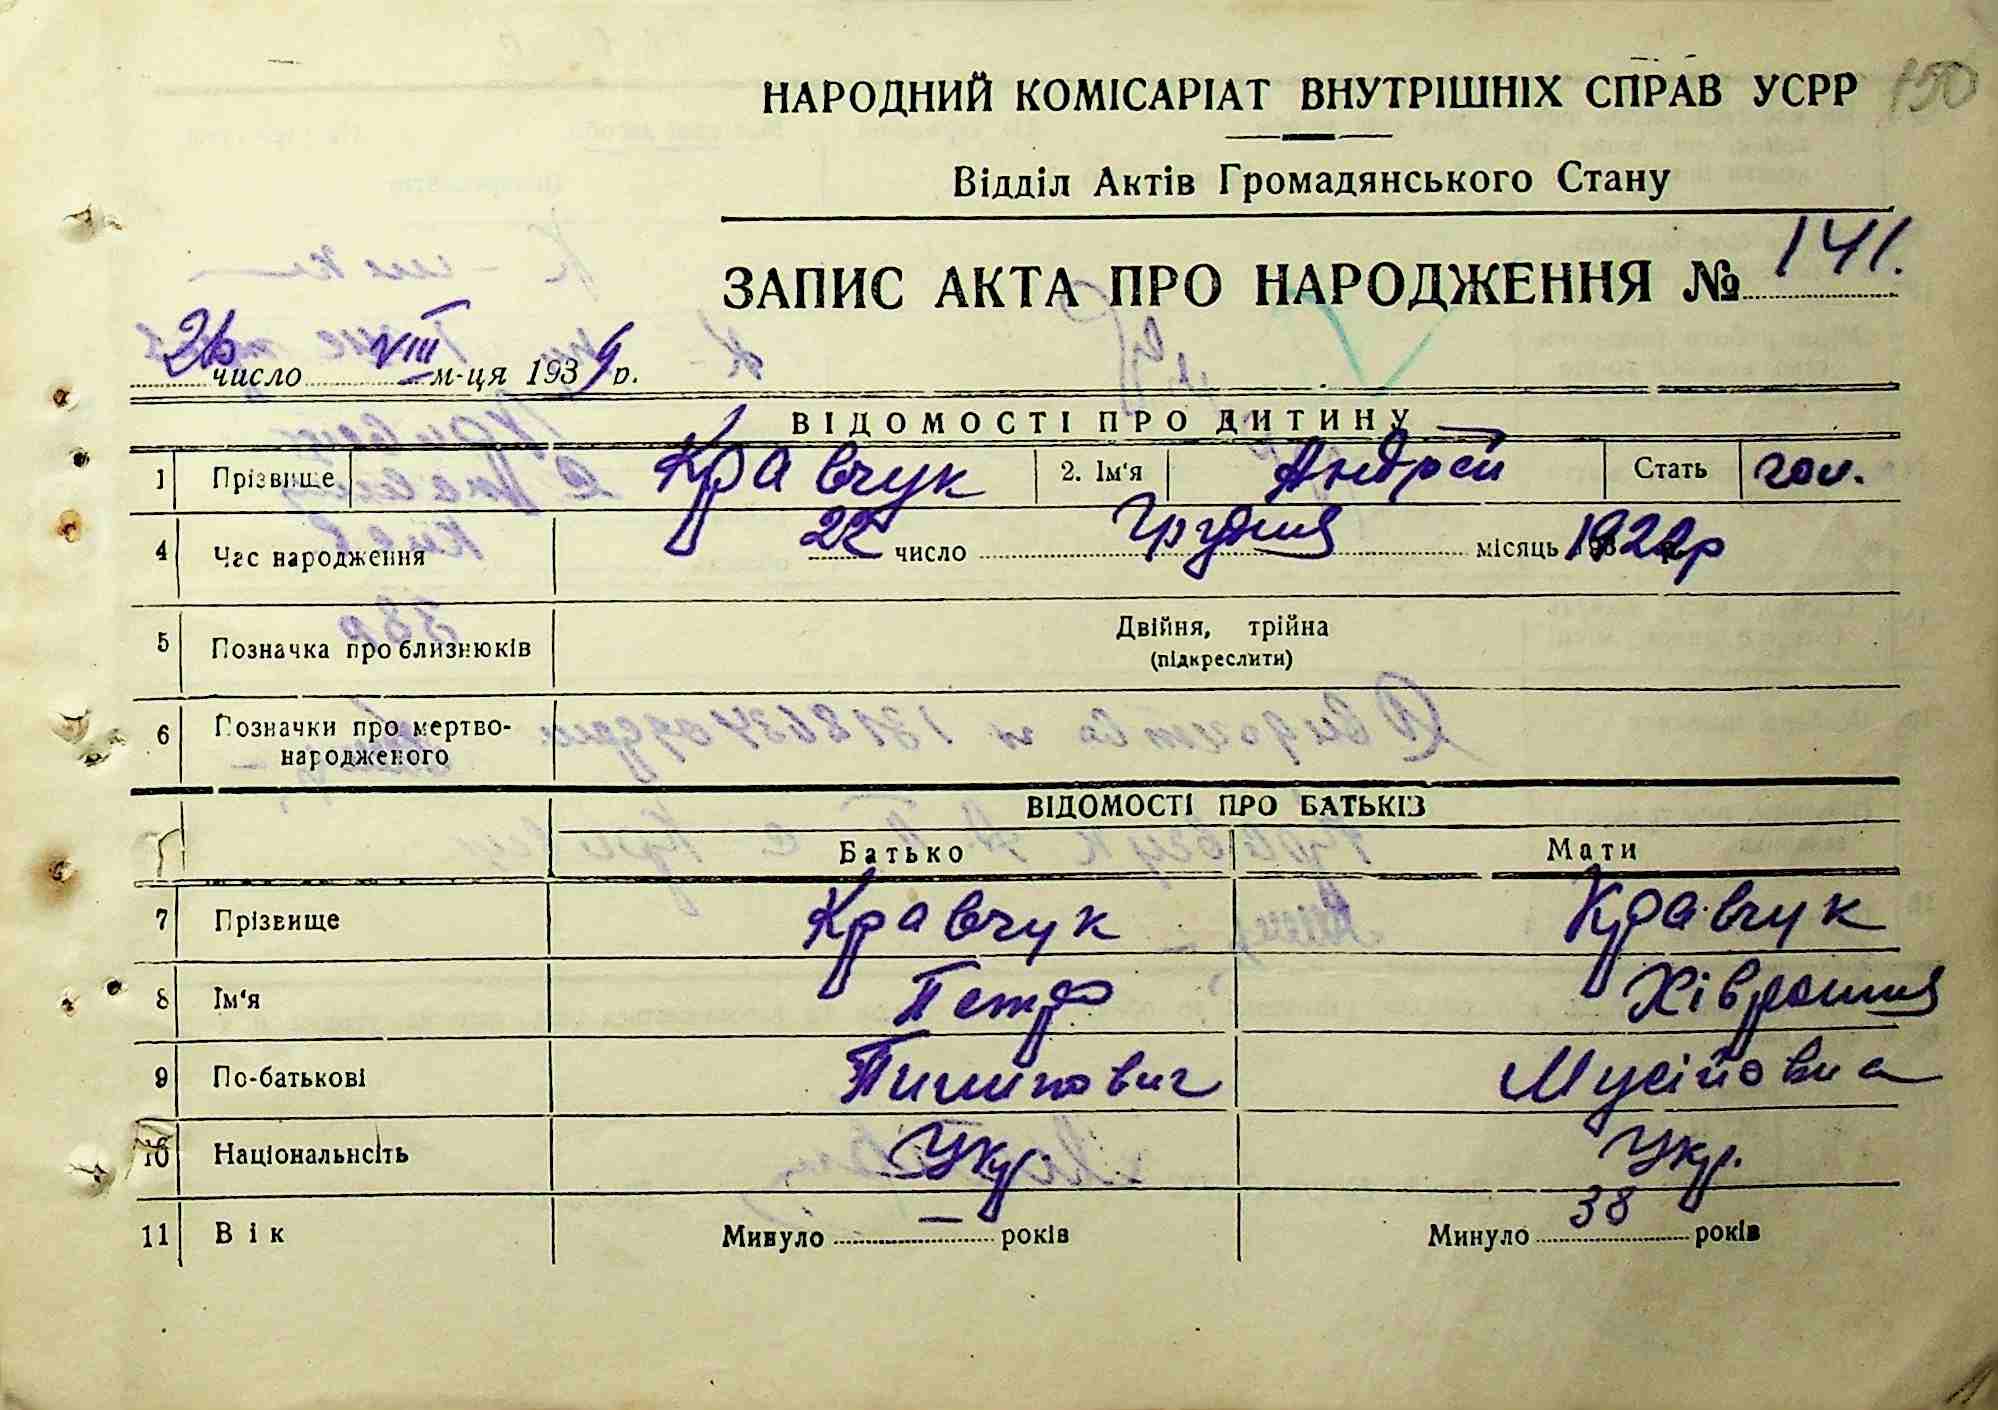 150
НАРОДНИЙ КОМІСАРІАТ ВНУТРІШНІХ СПРАВ УСРР
Відділ Актів Громадянського Стану
ЗАПИС АКТА ПРО НАРОДЖЕННЯ № 141.
26 число VIII м-ця 1939 р.
ВІДОМОСТІ ПРО ДИТИНУ
1 Прізвище Кравчук 2. Ім'я Андрей Стать чол.
4 Час народження 22 число Грудня місяць 1922р
5 Позначка про близнюків Двійня, трійна
(підкреслити)
6 Позначки про мертво-
народженого
ВІДОМОСТІ ПРО БАТЬКІВ
Батько Мати
7 Прізвище Кравчук Кравчук
8 Ім'я Петро Хівроння
9 По-батькові Пилипович Мусійовна
10 Національнсіть Укр. Укр.
11 Вік Минуло — років Минуло 38 років